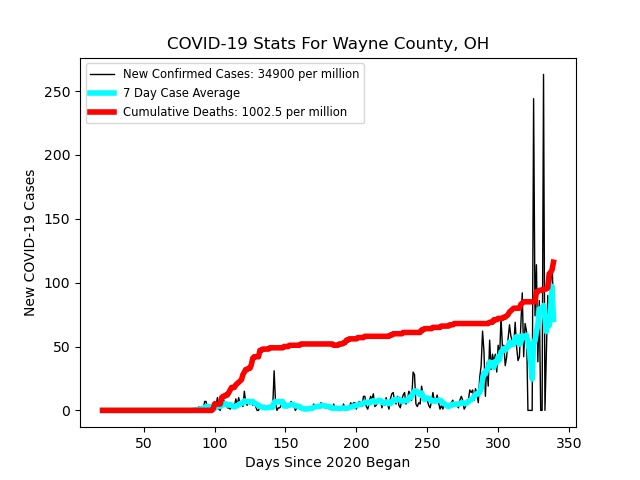 COVID-19 Stats For Wayne County, OH
New Confirmed Cases: 34900 per million
7 Day Case Average
Cumulative Deaths: 1002.5 per million
New COVID-19 Cases
250
200
150
100
50
0
50 100 150 200 250 300 350
Days Since 2020 Began